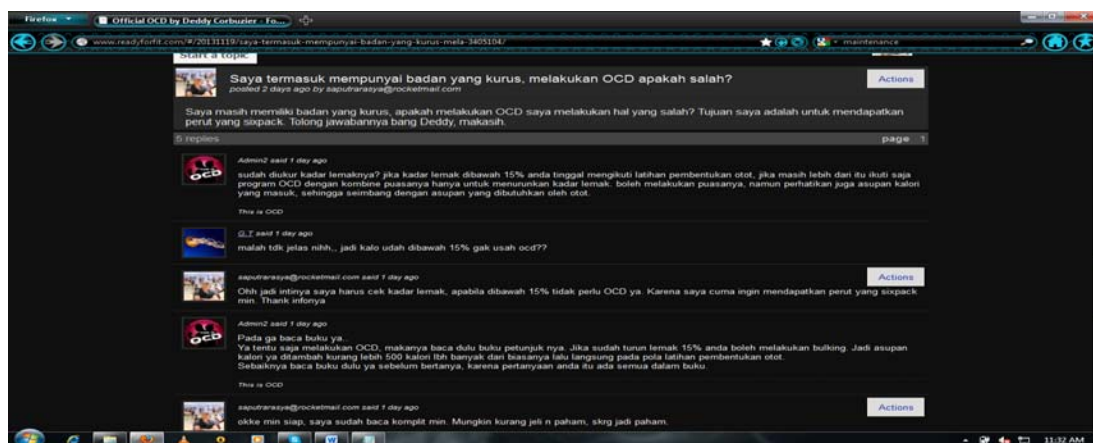 Firefox
Official OCD by Deddy Corbuzier - Fo...
www.readyforfit.com/#/20131119/saya-termasuk-mempunyai-badan-yang-kurus-mela-3405104/
maintenance
Start a topic
Saya termasuk mempunyai badan yang kurus, melakukan OCD apakah salah?
Actions
posted 2 days ago by saputrarasya@rocketmail.com
Saya masih memiliki badan yang kurus, apakah melakukan OCD saya melakukan hal yang salah? Tujuan saya adalah untuk mendapatkan
perut yang sixpack. Tolong jawabannya bang Deddy, makasih.
5 replies
page 1
OCD
Admin2 said 1 day ago
sudah diukur kadar lemaknya? jika kadar lemak dibawah 15% anda tinggal mengikuti latihan pembentukan otot, jika masih lebih dari itu ikuti saja
program OCD dengan kombine puasanya hanya untuk menurunkan kadar lemak. boleh melakukan puasanya, namun perhatikan juga asupan kalori
yang masuk, sehingga seimbang dengan asupan yang dibutuhkan oleh otot.
This is OCD
G.T said 1 day ago
malah tdk jelas nihh,, jadi kalo udah dibawah 15% gak usah ocd??
saputrarasya@rocketmail.com said 1 day ago
Actions
Ohh jadi intinya saya harus cek kadar lemak, apabila dibawah 15% tidak perlu OCD ya. Karena saya cuma ingin mendapatkan perut yang sixpack
min. Thank infonya
OCD
Admin2 said 1 day ago
Pada ga baca buku ya..
Ya tentu saja melakukan OCD, makanya baca dulu buku petunjuk nya. Jika sudah turun lemak 15% anda boleh melakukan bulking. Jadi asupan
kalori ya ditambah kurang lebih 500 kalori lbh banyak dari biasanya lalu langsung pada pola latihan pembentukan otot.
Sebaiknya baca buku dulu ya sebelum bertanya, karena pertanyaan anda itu ada semua dalam buku.
This is OCD
saputrarasya@rocketmail.com said 1 day ago
Actions
okke min siap, saya sudah baca komplit min. Mungkin kurang jeli n paham, skrg jadi paham.
11:32 AM